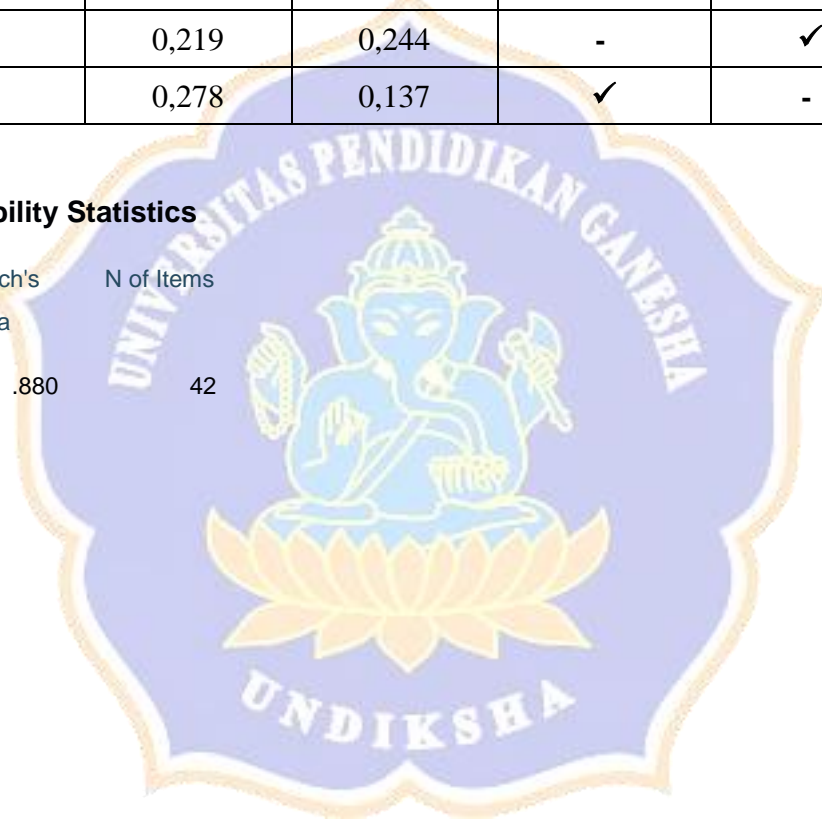 0,219 0,244 - ✓
0,278 0,137 ✓ -
bility Statistics
ch's N of Items
a
.880 42
UNIVERSITAS PENDIDIKAN GANESHA
UNDIKSHA